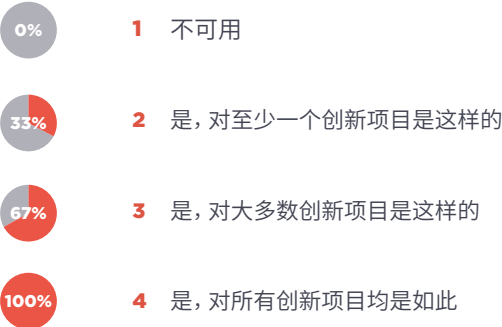 0% 1 不可用
33% 2 是，对至少一个创新项目是这样的
67% 3 是，对大多数创新项目是这样的
100% 4 是，对所有创新项目均是如此